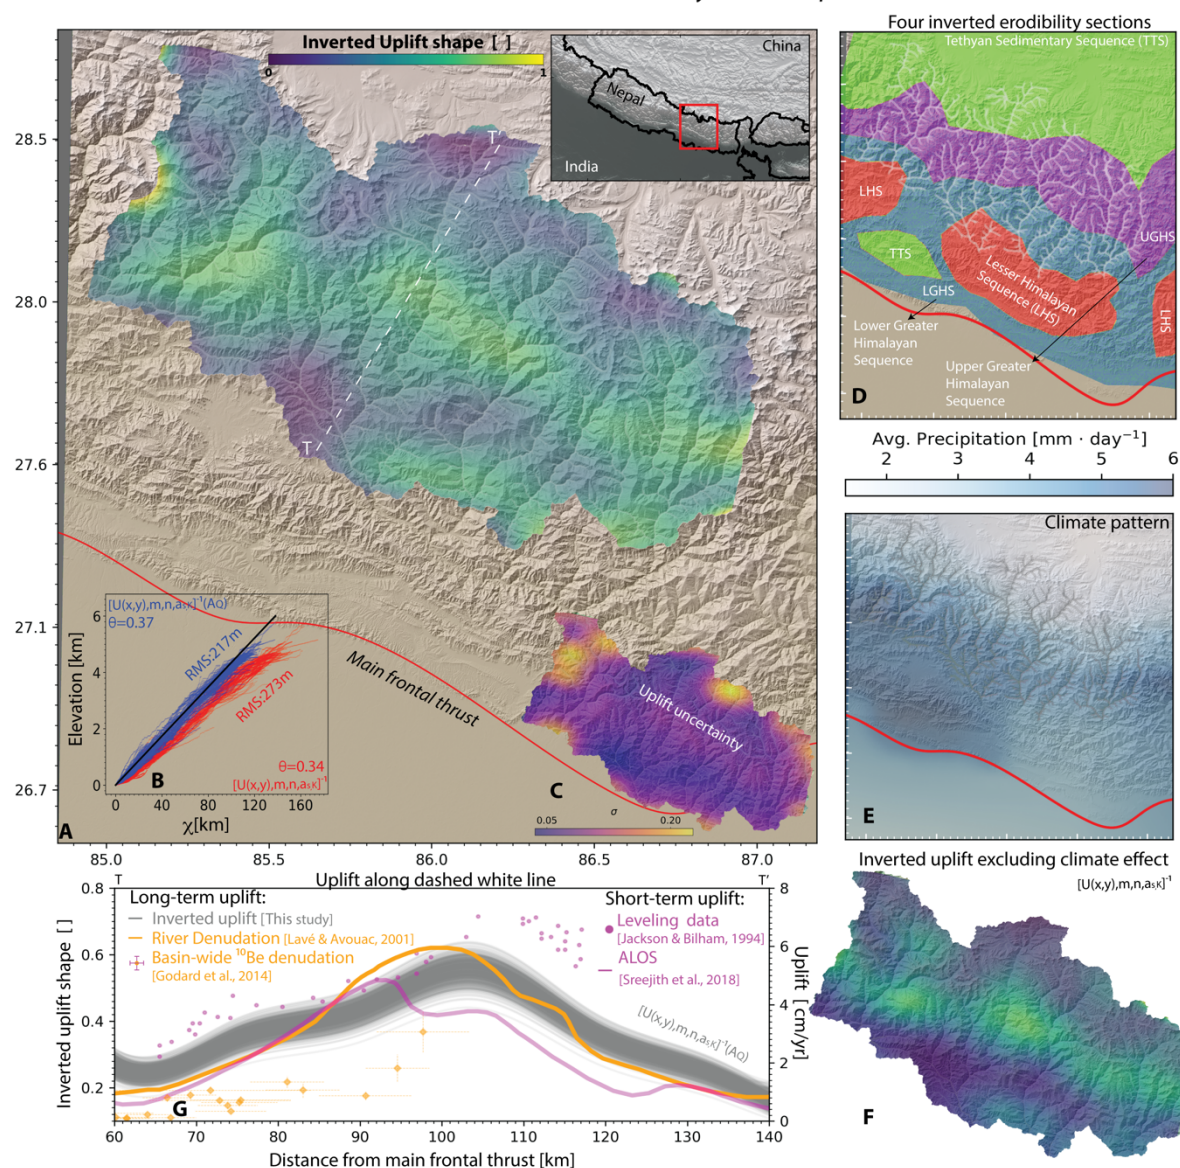 Four inverted erodibility sections
Inverted Uplift shape [ ]
0
1
China
Nepal
India
Tethyan Sedimentary Sequence (TTS)
28.5
28.0
27.6
27.1
26.7
T'
T
LHS
TTS
UGHS
Lesser Himalayan
Sequence (LHS)
LGHS
LHS
Lower Greater
Himalayan
Sequence
Upper Greater
Himalayan
Sequence
D
Avg. Precipitation [mm · day⁻¹]
2 3 4 5 6
Climate pattern
E
[U(x,y),m,n,aₛ,K]⁻¹(AQ)
θ=0.37
RMS:217m
RMS:273m
θ=0.34
[U(x,y),m,n,aₛ,K]⁻¹
Elevation [km]
6
4
2
0
0 40 80 120 160
χ[km]
B
Main frontal thrust
Uplift uncertainty
C
σ
0.05 0.20
A
85.0 85.5 86.0 86.5 87.0
T Uplift along dashed white line T'
Long-term uplift:
Inverted uplift [This study]
River Denudation [Lavé & Avouac, 2001]
Basin-wide ¹⁰Be denudation
[Godard et al., 2014]
Short-term uplift:
Leveling data
[Jackson & Bilham, 1994]
ALOS
[Sreejith et al., 2018]
[U(x,y),m,n,aₛ,K]⁻¹(AQ)
Inverted uplift shape [ ]
0.8
0.6
0.4
0.2
8
6
4
2
0
Uplift [cm/yr]
G
60 70 80 90 100 110 120 130 140
Distance from main frontal thrust [km]
Inverted uplift excluding climate effect
[U(x,y),m,n,aₛ,K]⁻¹
F